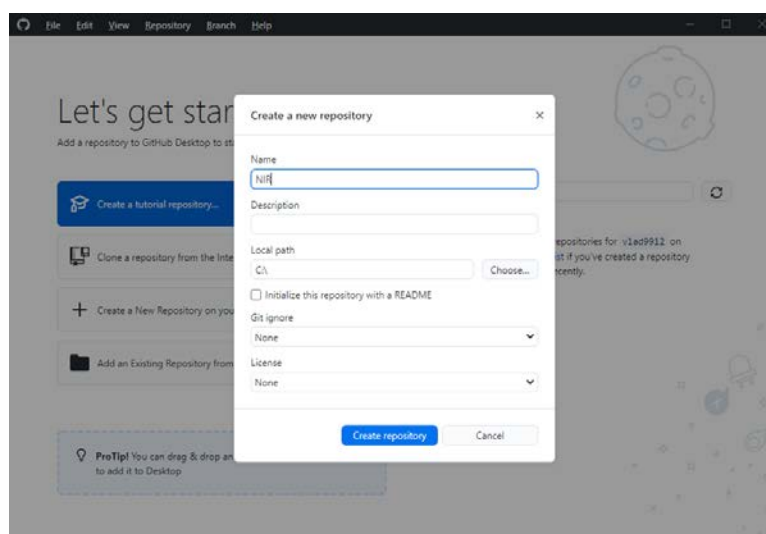 File Edit View Repository Branch Help
Let's get star
Add a repository to GitHub Desktop to st
Create a tutorial repository...
Clone a repository from the Inte
Create a New Repository on you
Add an Existing Repository from
ProTip! You can drag & drop an
to add it to Desktop
Create a new repository
Name
NIR
Description
Local path
C:\
Choose...
Initialize this repository with a README
Git ignore
None
License
None
Create repository Cancel
epositories for vlad9912 on
st if you've created a repository
ecently.